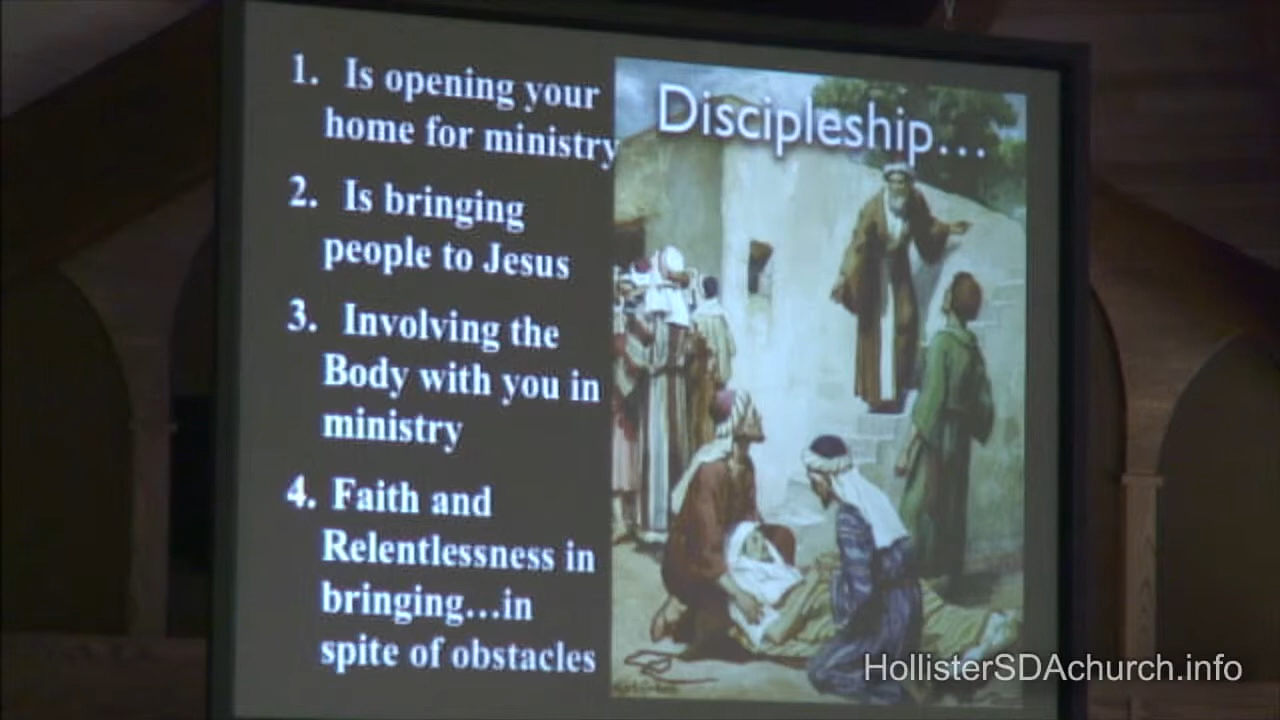 Discipleship...
1. Is opening your
home for ministry
2. Is bringing
people to Jesus
3. Involving the
Body with you in
ministry
4. Faith and
Relentlessness in
bringing...in
spite of obstacles
HollisterSDAchurch.info